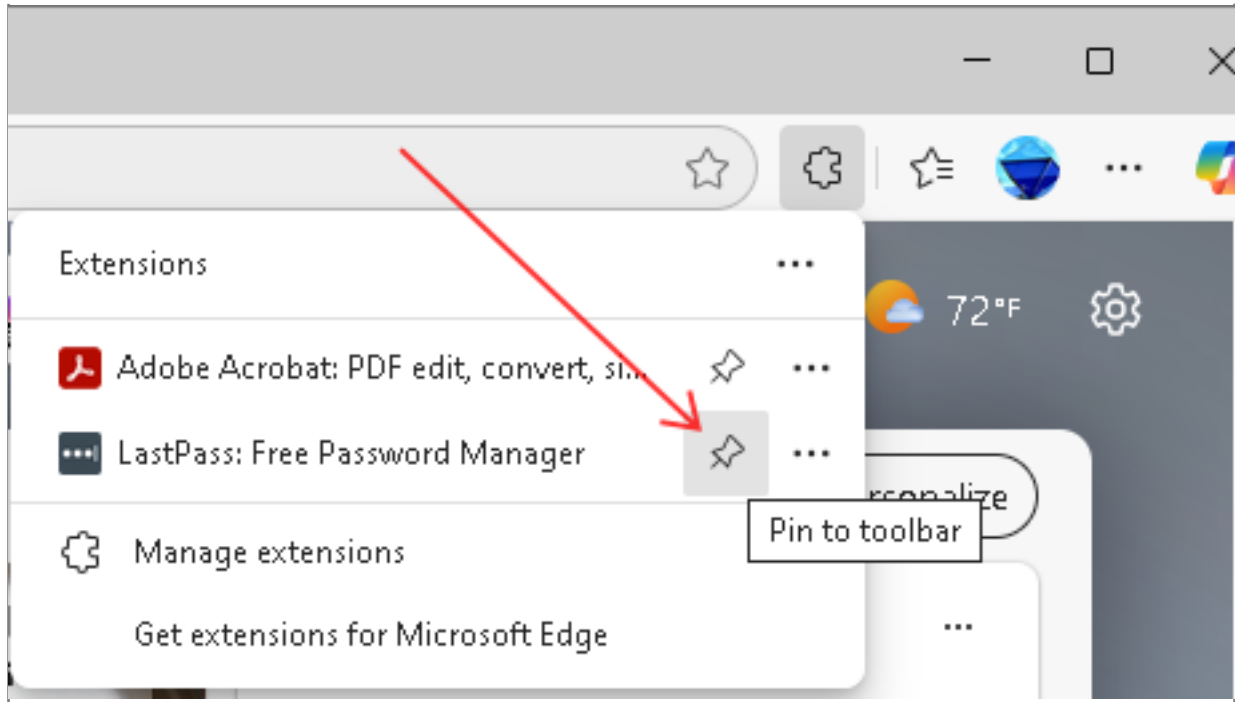 Extensions
72°F
Adobe Acrobat: PDF edit, convert, si...
LastPass: Free Password Manager
Pin to toolbar
Manage extensions
Get extensions for Microsoft Edge